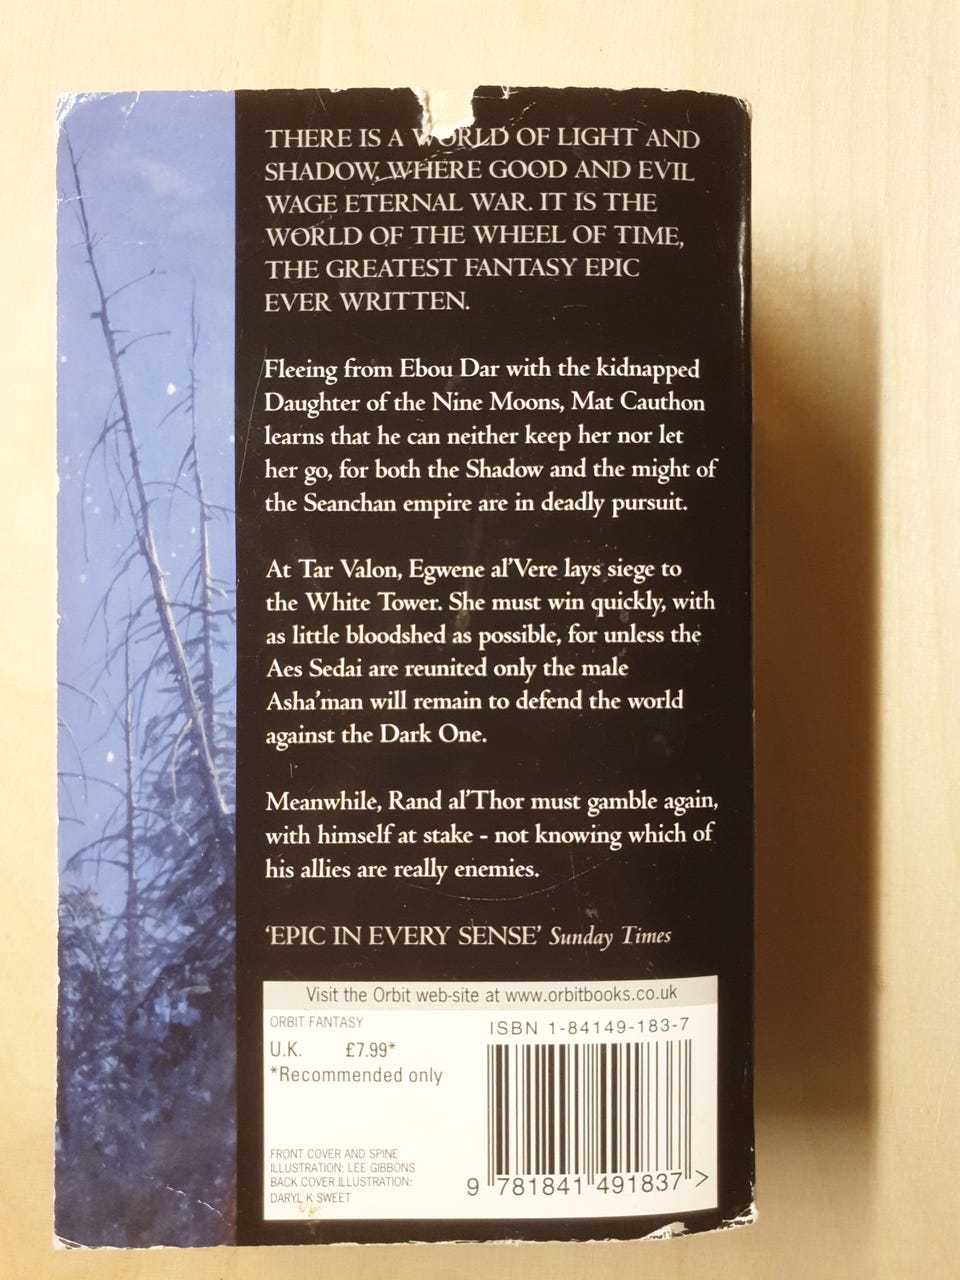 THERE IS A WORLD OF LIGHT AND
SHADOW, WHERE GOOD AND EVIL
WAGE ETERNAL WAR. IT IS THE
WORLD OF THE WHEEL OF TIME,
THE GREATEST FANTASY EPIC
EVER WRITTEN.
Fleeing from Ebou Dar with the kidnapped
Daughter of the Nine Moons, Mat Cauthon
learns that he can neither keep her nor let
her go, for both the Shadow and the might of
the Seanchan empire are in deadly pursuit.
At Tar Valon, Egwene al'Vere lays siege to
the White Tower. She must win quickly, with
as little bloodshed as possible, for unless the
Aes Sedai are reunited only the male
Asha'man will remain to defend the world
against the Dark One.
Meanwhile, Rand al'Thor must gamble again,
with himself at stake - not knowing which of
his allies are really enemies.
'EPIC IN EVERY SENSE' Sunday Times
Visit the Orbit web-site at www.orbitbooks.co.uk
ORBIT FANTASY
U.K. £7.99*
*Recommended only
ISBN 1-84149-183-7
FRONT COVER AND SPINE
ILLUSTRATION: LEE GIBBONS
BACK COVER ILLUSTRATION:
DARYL K SWEET
9 781841 491837 >